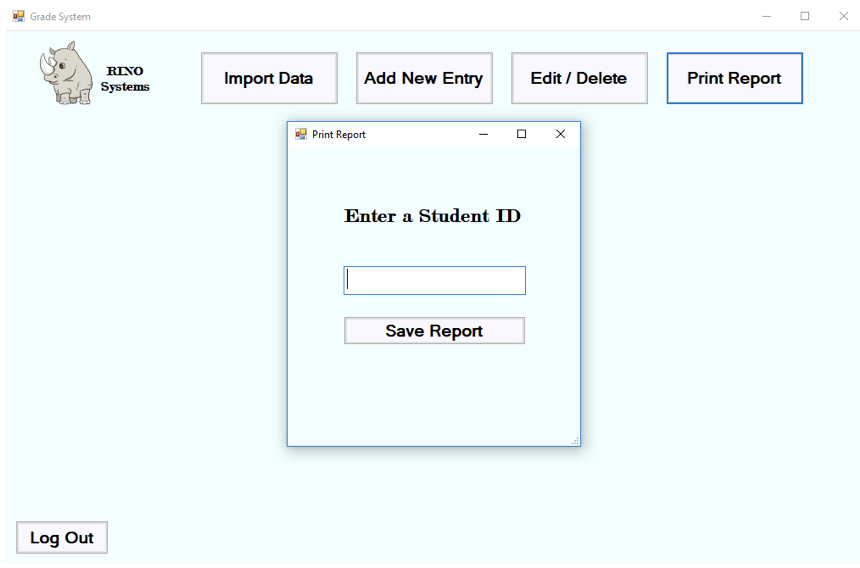 Grade System
RINO
Systems
Import Data
Add New Entry
Edit / Delete
Print Report
Print Report
Enter a Student ID
Save Report
Log Out